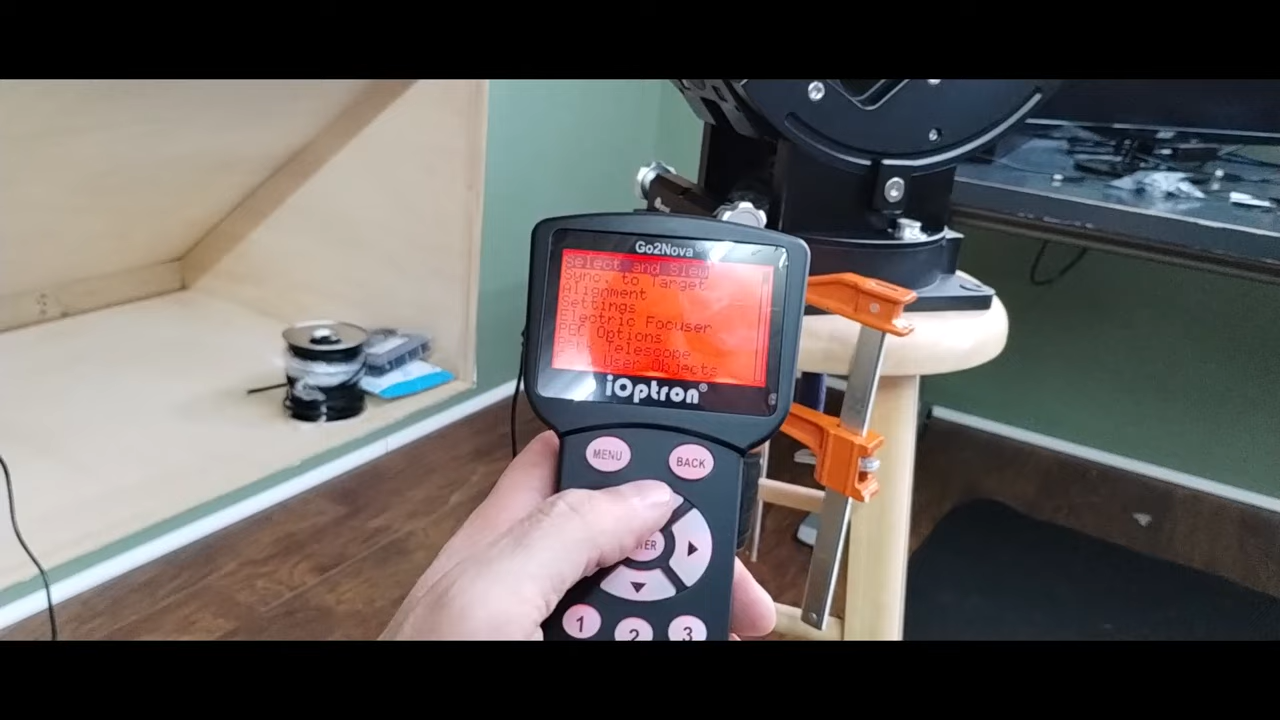 Go2Nova
Select and Slew
Sync. to Target
Alignment
Settings
Electric Focuser
PEC Options
Park Telescope
User Objects
iOptron®
MENU
BACK
1
2
3